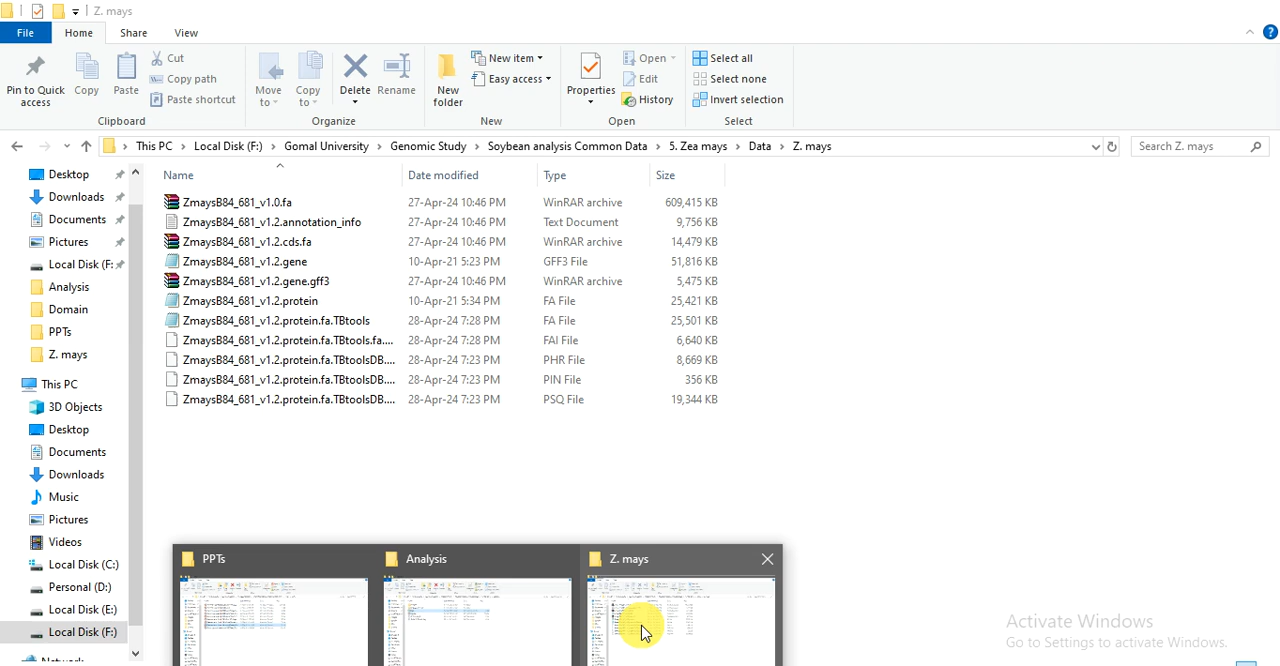 Z. mays
File Home Share View
Pin to Quick access
Copy
Paste
Cut
Copy path
Paste shortcut
Clipboard
Move to
Copy to
Delete
Rename
Organize
New folder
New item
Easy access
New
Properties
Open
Edit
History
Open
Select all
Select none
Invert selection
Select
This PC › Local Disk (F:) › Gomal University › Genomic Study › Soybean analysis Common Data › 5. Zea mays › Data › Z. mays
Search Z. mays
Desktop
Downloads
Documents
Pictures
Local Disk (F:
Analysis
Domain
PPTs
Z. mays
This PC
3D Objects
Desktop
Documents
Downloads
Music
Pictures
Videos
Local Disk (C:)
Personal (D:)
Local Disk (E:)
Local Disk (F:)
Network
Name Date modified Type Size
ZmaysB84_681_v1.0.fa 27-Apr-24 10:46 PM WinRAR archive 609,415 KB
ZmaysB84_681_v1.2.annotation_info 27-Apr-24 10:46 PM Text Document 9,756 KB
ZmaysB84_681_v1.2.cds.fa 27-Apr-24 10:46 PM WinRAR archive 14,479 KB
ZmaysB84_681_v1.2.gene 10-Apr-21 5:23 PM GFF3 File 51,816 KB
ZmaysB84_681_v1.2.gene.gff3 27-Apr-24 10:46 PM WinRAR archive 5,475 KB
ZmaysB84_681_v1.2.protein 10-Apr-21 5:34 PM FA File 25,421 KB
ZmaysB84_681_v1.2.protein.fa.TBtools 28-Apr-24 7:28 PM FA File 25,501 KB
ZmaysB84_681_v1.2.protein.fa.TBtools.fa.... 28-Apr-24 7:28 PM FAI File 6,640 KB
ZmaysB84_681_v1.2.protein.fa.TBtoolsDB.... 28-Apr-24 7:23 PM PHR File 8,669 KB
ZmaysB84_681_v1.2.protein.fa.TBtoolsDB.... 28-Apr-24 7:23 PM PIN File 356 KB
ZmaysB84_681_v1.2.protein.fa.TBtoolsDB.... 28-Apr-24 7:23 PM PSQ File 19,344 KB
PPTs
Analysis
Z. mays
Activate Windows
Go to Settings to activate Windows.